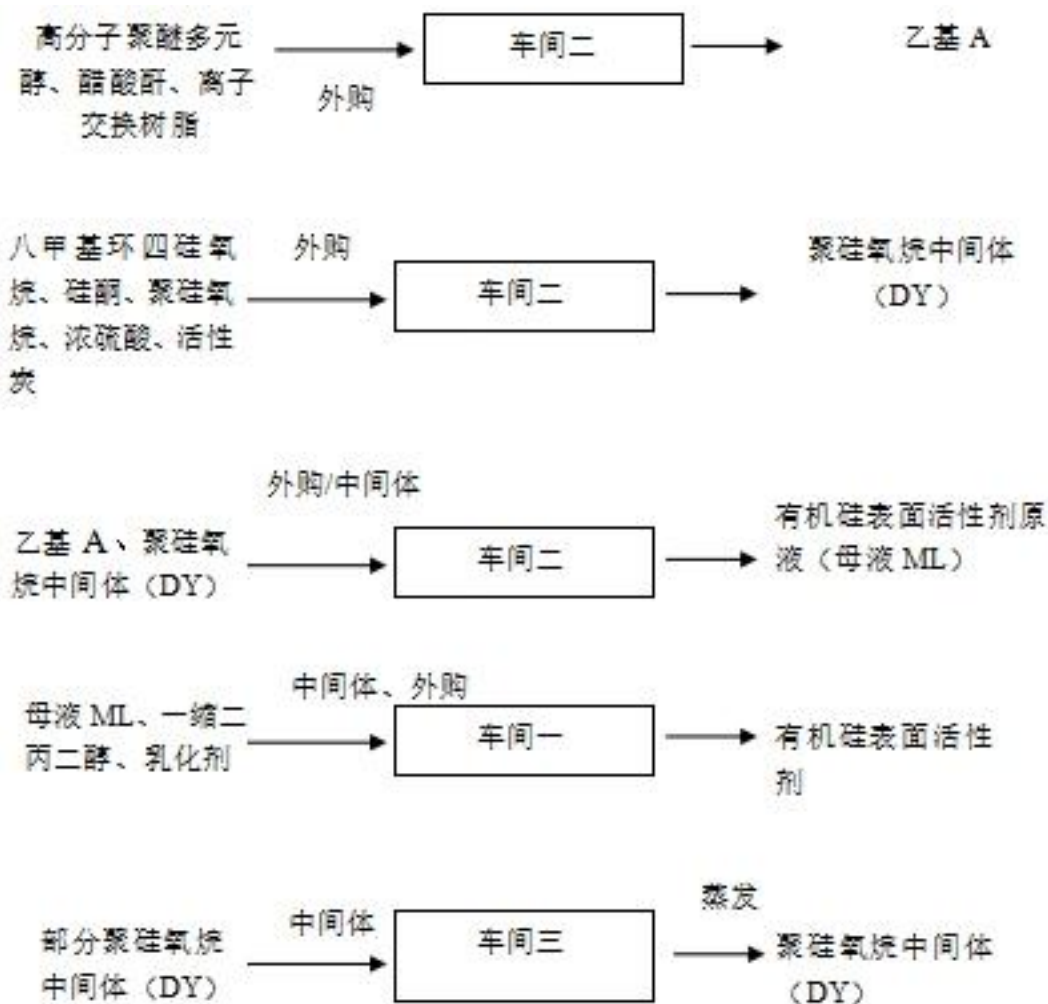 高分子聚醚多元
醇、醋酸酐、离子
交换树脂
外购
车间二
乙基 A
八甲基环四硅氧
烷、硅酮、聚硅氧
烷、浓硫酸、活性
炭
外购
车间二
聚硅氧烷中间体
（DY）
乙基 A、聚硅氧
烷中间体（DY）
外购/中间体
车间二
有机硅表面活性剂原
液（母液 ML）
母液 ML、一缩二
丙二醇、乳化剂
中间体、外购
车间一
有机硅表面活性
剂
部分聚硅氧烷
中间体（DY）
中间体
车间三
蒸发
聚硅氧烷中间体
（DY）